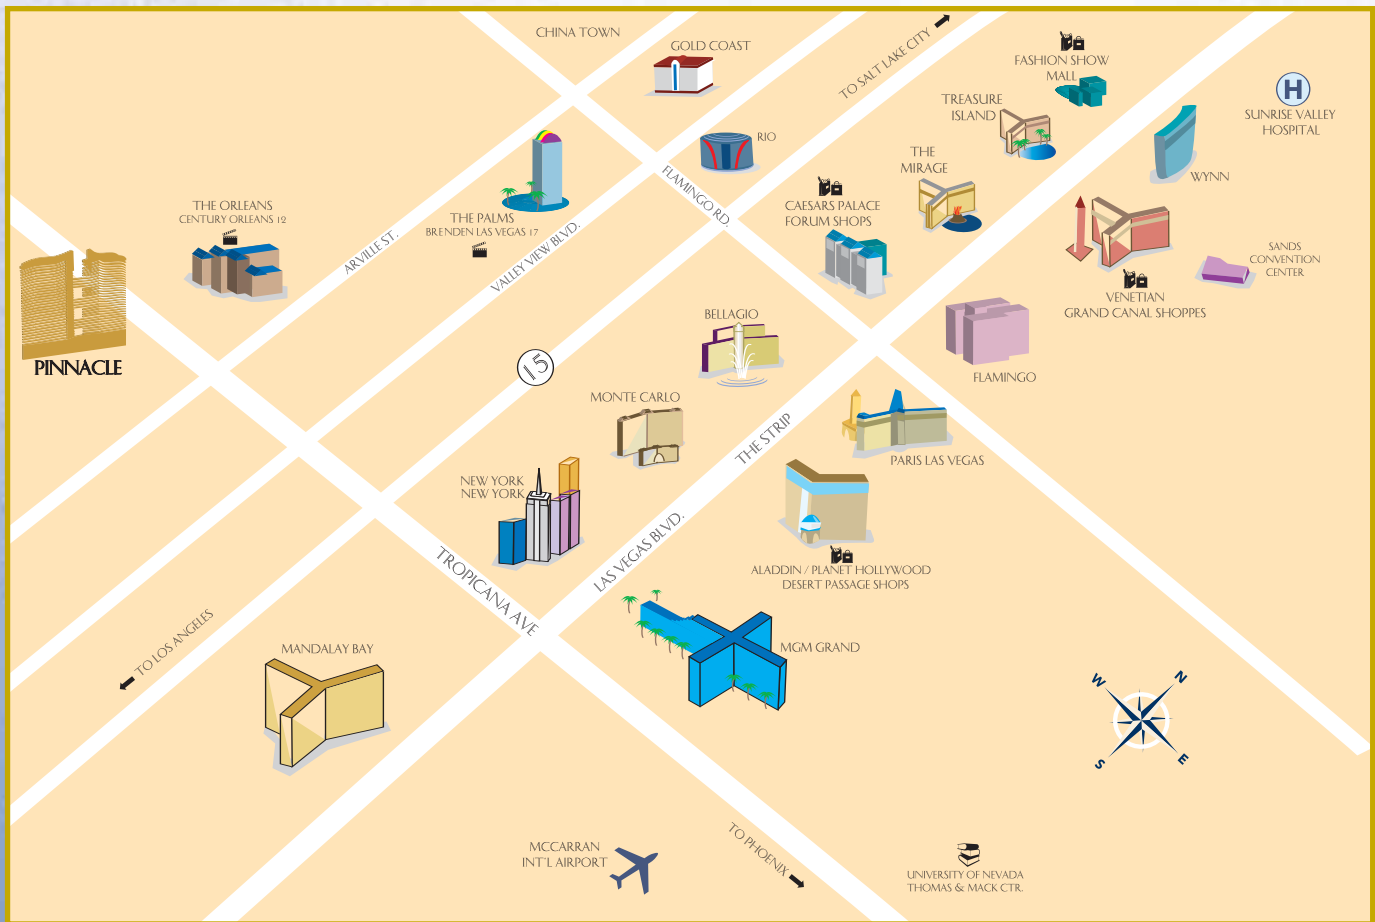 CHINA TOWN
GOLD COAST
TO SALT LAKE CITY
FASHION SHOW
MALL
TREASURE
ISLAND
H
SUNRISE VALLEY
HOSPITAL
RIO
THE
MIRAGE
WYNN
FLAMINGO RD.
CAESARS PALACE
FORUM SHOPS
THE ORLEANS
CENTURY ORLEANS 12
THE PALMS
BRENDEN LAS VEGAS 17
ARVILLE ST.
VALLEY VIEW BLVD.
SANDS
CONVENTION
CENTER
VENETIAN
GRAND CANAL SHOPPES
BELLAGIO
PINNACLE
15
FLAMINGO
MONTE CARLO
THE STRIP
PARIS LAS VEGAS
NEW YORK
NEW YORK
LAS VEGAS BLVD.
TROPICANA AVE
ALADDIN / PLANET HOLLYWOOD
DESERT PASSAGE SHOPS
TO LOS ANGELES
MANDALAY BAY
MGM GRAND
W
N
S
E
MCCARRAN
INT'L AIRPORT
TO PHOENIX
UNIVERSITY OF NEVADA
THOMAS & MACK CTR.